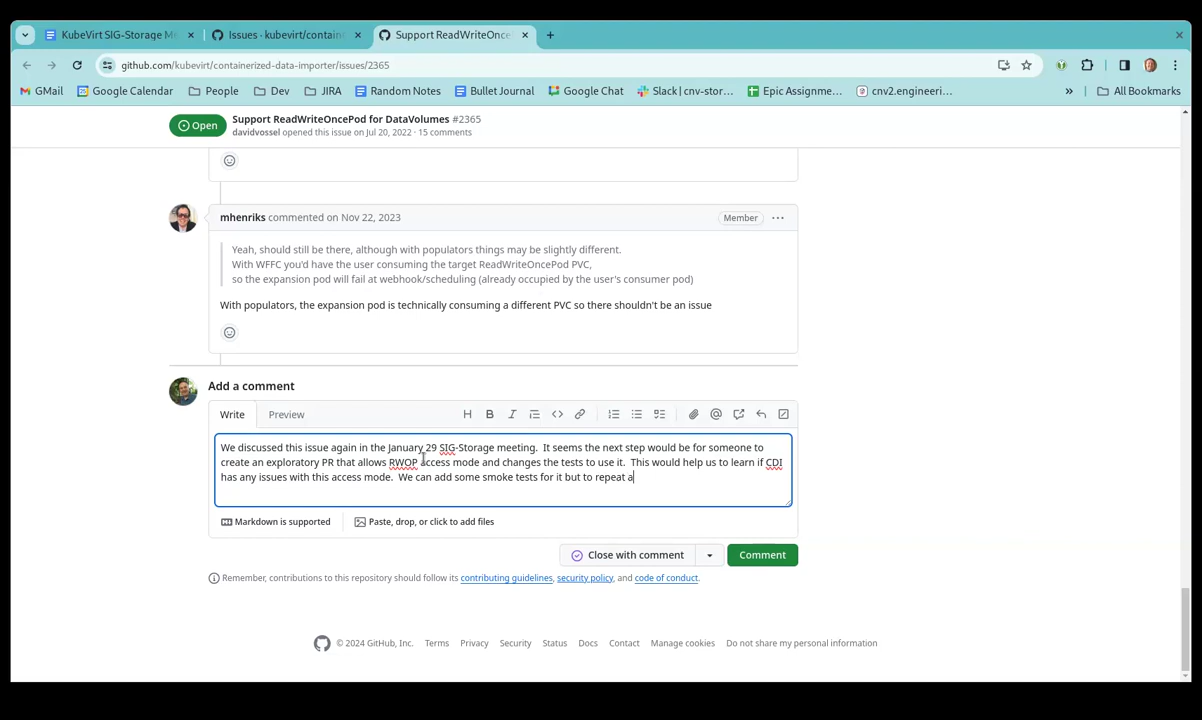 KubeVirt SIG-Storage Me
Issues · kubevirt/contain
Support ReadWriteOnce
github.com/kubevirt/containerized-data-importer/issues/2365
GMail
Google Calendar
People
Dev
JIRA
Random Notes
Bullet Journal
Google Chat
Slack | cnv-stor...
Epic Assignme...
cnv2.engineeri...
»
All Bookmarks
Open
Support ReadWriteOncePod for DataVolumes #2365
davidvossel opened this issue on Jul 20, 2022 · 15 comments
mhenriks commented on Nov 22, 2023
Member
Yeah, should still be there, although with populators things may be slightly different.
With WFFC you'd have the user consuming the target ReadWriteOncePod PVC,
so the expansion pod will fail at webhook/scheduling (already occupied by the user's consumer pod)
With populators, the expansion pod is technically consuming a different PVC so there shouldn't be an issue
Add a comment
Write
Preview
We discussed this issue again in the January 29 SIG-Storage meeting.  It seems the next step would be for someone to
create an exploratory PR that allows RWOP access mode and changes the tests to use it.  This would help us to learn if CDI
has any issues with this access mode.  We can add some smoke tests for it but to repeat a
Markdown is supported
Paste, drop, or click to add files
Close with comment
Comment
Remember, contributions to this repository should follow its contributing guidelines, security policy, and code of conduct.
© 2024 GitHub, Inc.
Terms
Privacy
Security
Status
Docs
Contact
Manage cookies
Do not share my personal information